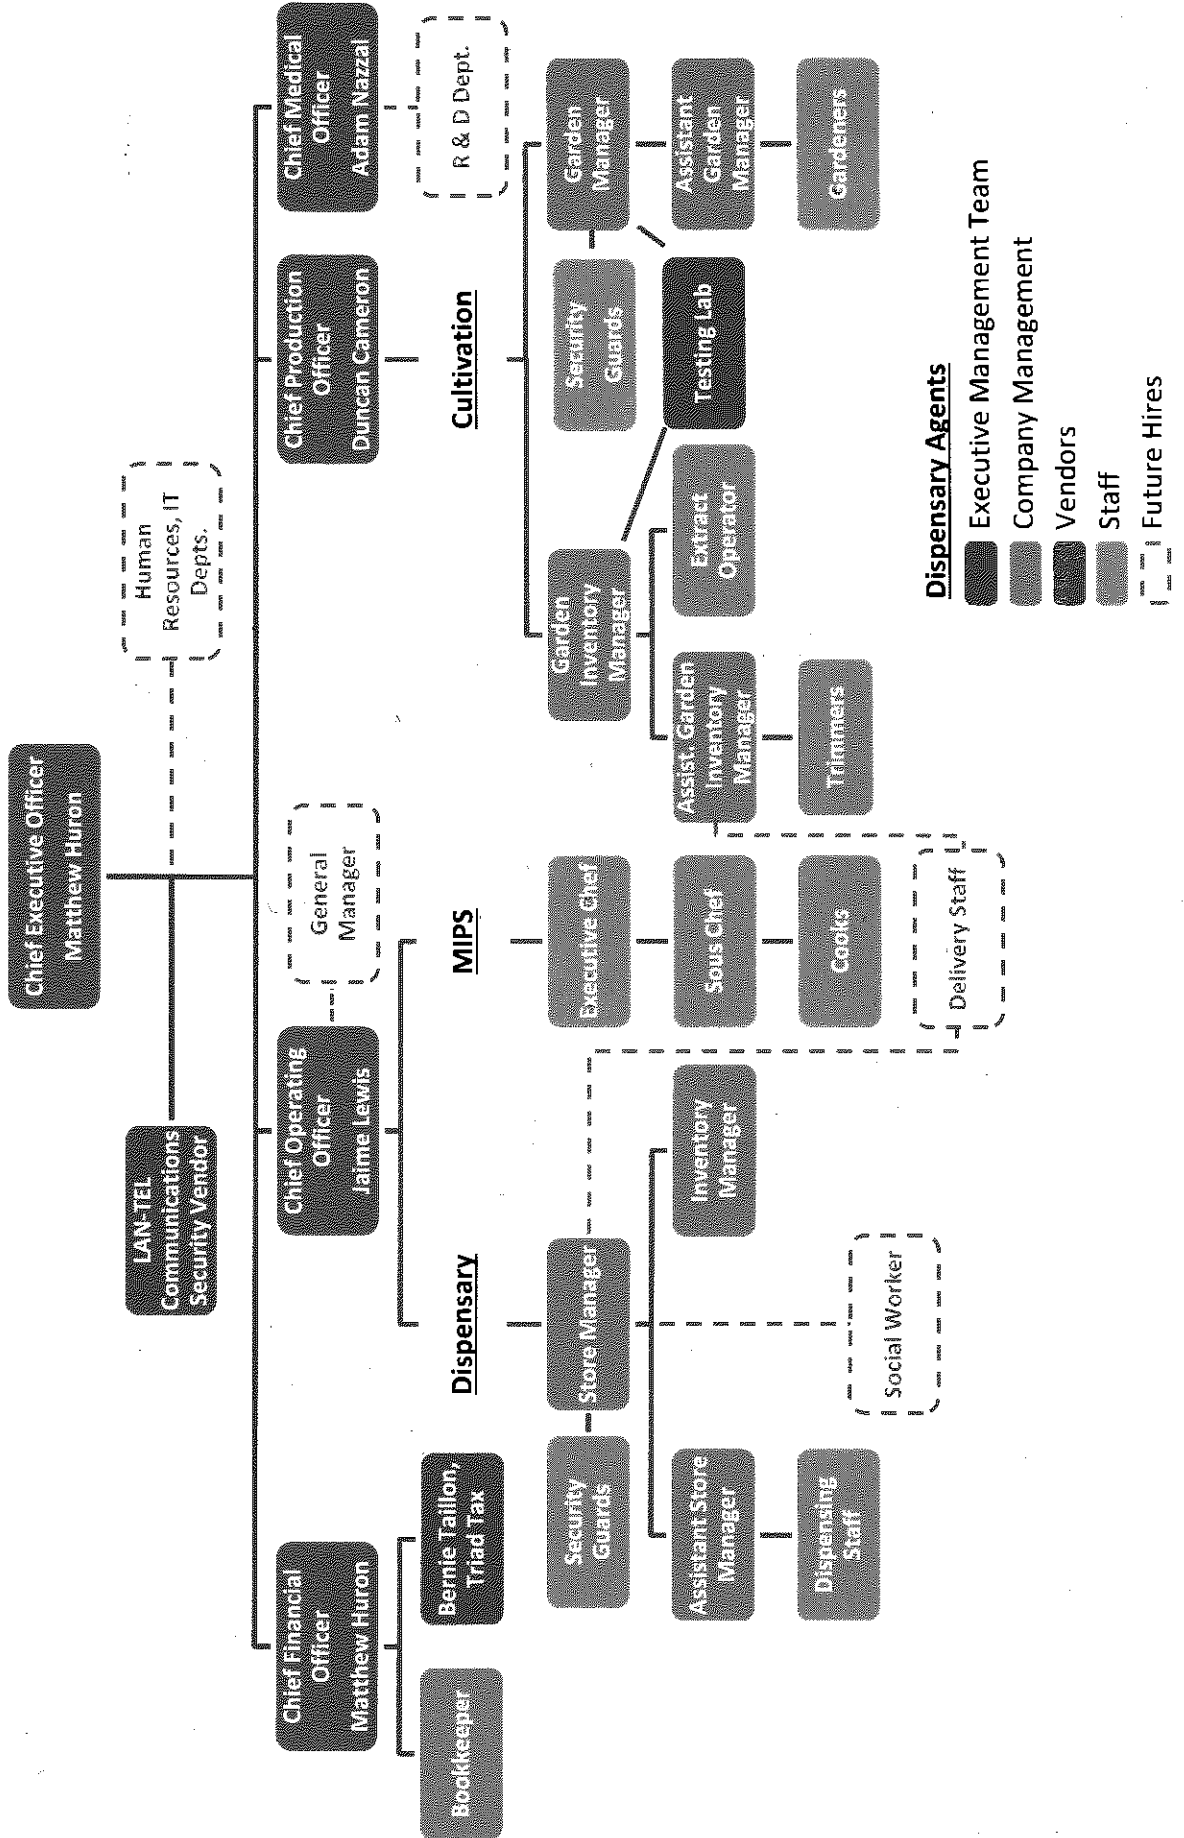 Chief Executive Officer
Matthew Huron
LAN-TEL
Communications
Security Vendor
Human
Resources, IT
Depts.
Chief Financial
Officer
Matthew Huron
Chief Operating
Officer
Jaime Lewis
General
Manager
Chief Production
Officer
Duncan Cameron
Chief Medical
Officer
Adam Nazzal
Bookkeeper
Bernie Taillon,
Triad Tax
Dispensary
MIPS
Cultivation
R & D Dept.
Security
Guards
Store Manager
Executive Chef
Garden
Inventory
Manager
Security
Guards
Garden
Manager
Assistant Store
Manager
Inventory
Manager
Sous Chef
Assist. Garden
Inventory
Manager
Extract
Operator
Testing Lab
Assistant
Garden
Manager
Dispensing
Staff
Social Worker
Cooks
Trimmers
Gardeners
Delivery Staff
Dispensary Agents
Executive Management Team
Company Management
Vendors
Staff
Future Hires